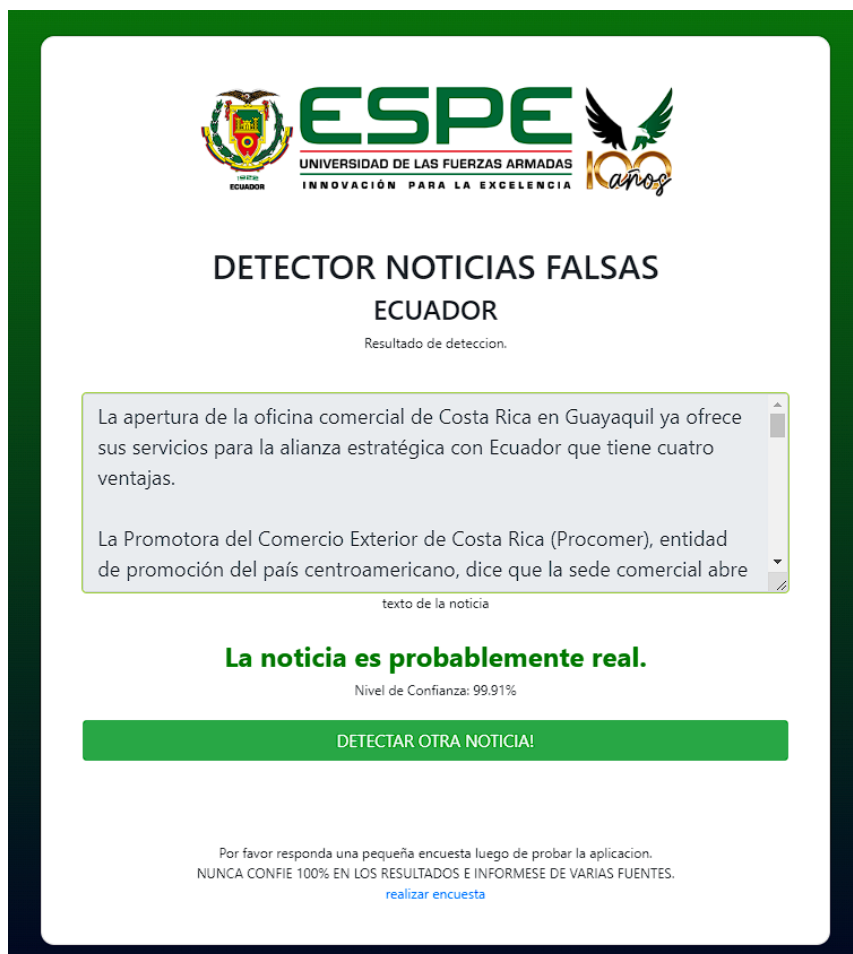 ESPE
UNIVERSIDAD DE LAS FUERZAS ARMADAS
INNOVACIÓN PARA LA EXCELENCIA
1922
ECUADOR
100
años
DETECTOR NOTICIAS FALSAS
ECUADOR
Resultado de deteccion.
La apertura de la oficina comercial de Costa Rica en Guayaquil ya ofrece
sus servicios para la alianza estratégica con Ecuador que tiene cuatro
ventajas.
La Promotora del Comercio Exterior de Costa Rica (Procomer), entidad
de promoción del país centroamericano, dice que la sede comercial abre
texto de la noticia
La noticia es probablemente real.
Nivel de Confianza: 99.91%
DETECTAR OTRA NOTICIA!
Por favor responda una pequeña encuesta luego de probar la aplicacion.
NUNCA CONFIE 100% EN LOS RESULTADOS E INFORMESE DE VARIAS FUENTES.
realizar encuesta